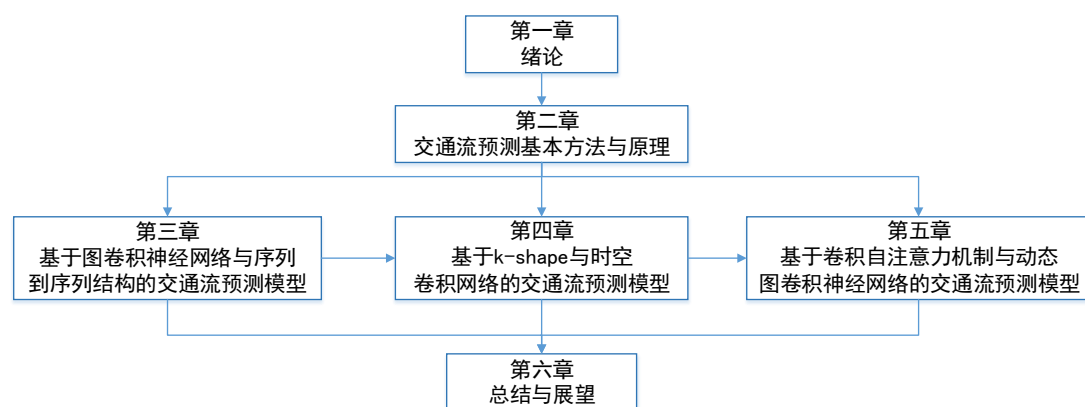 第一章
绪论
第二章
交通流预测基本方法与原理
第三章
基于图卷积神经网络与序列
到序列结构的交通流预测模型
第四章
基于k-shape与时空
卷积网络的交通流预测模型
第五章
基于卷积自注意力机制与动态
图卷积神经网络的交通流预测模型
第六章
总结与展望